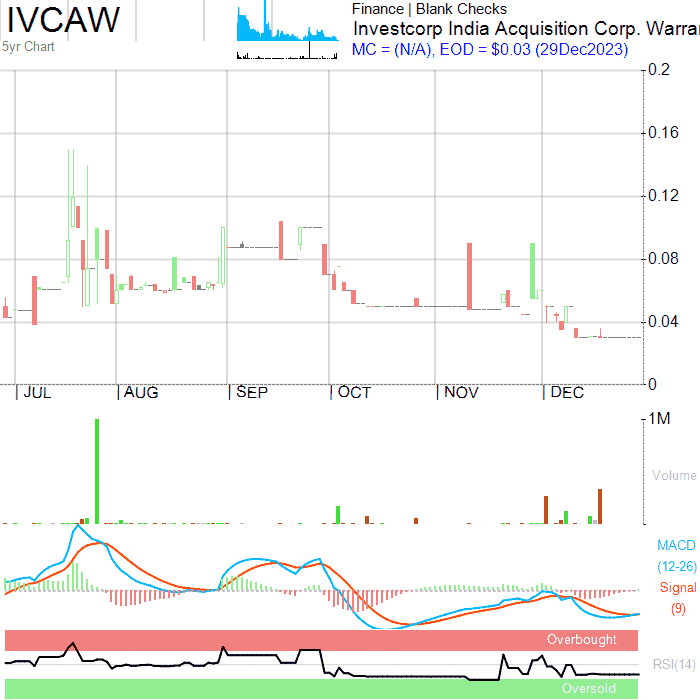 IVCAW
5yr Chart
Finance | Blank Checks
Investcorp India Acquisition Corp. Warra
MC = (N/A), EOD = $0.03 (29Dec2023)
0.2
0.16
0.12
0.08
0.04
0
JUL AUG SEP OCT NOV DEC
1M
Volume
MACD
(12-26)
Signal
(9)
Overbought
RSI(14)
Oversold